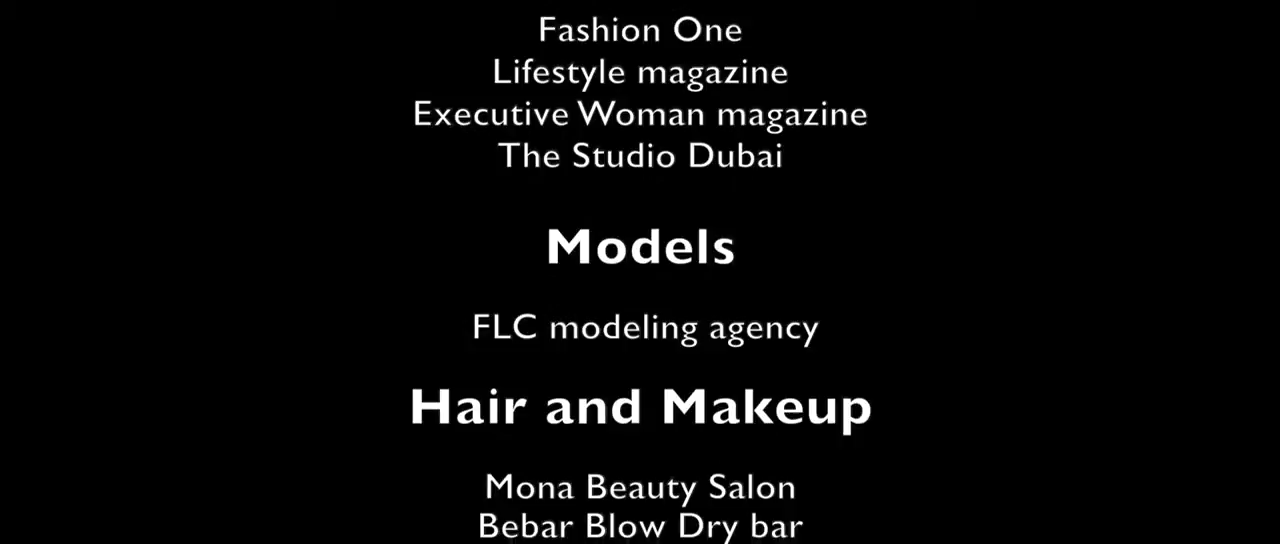 Fashion One
Lifestyle magazine
Executive Woman magazine
The Studio Dubai
Models
FLC modeling agency
Hair and Makeup
Mona Beauty Salon
Bebar Blow Dry bar